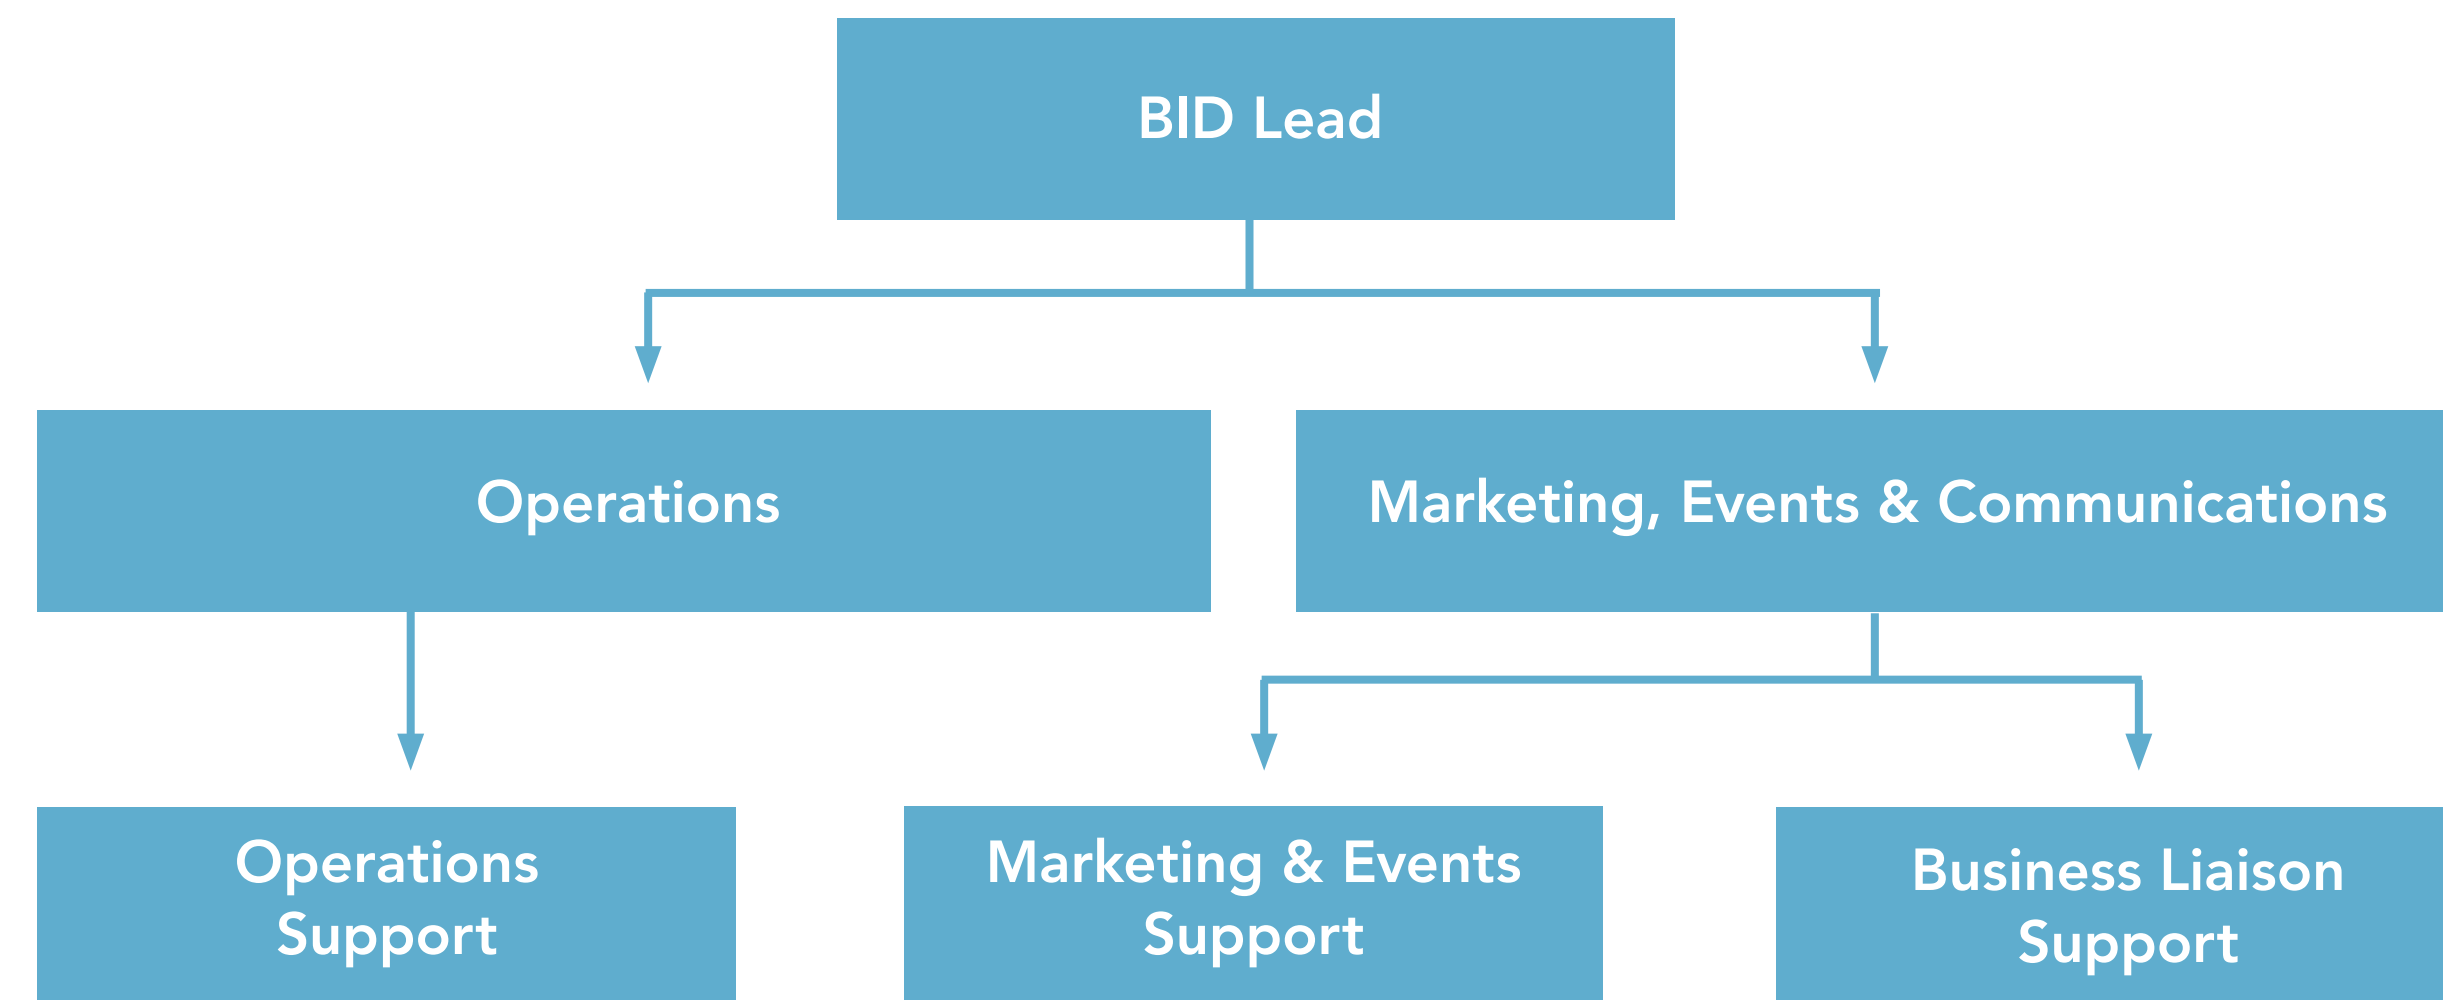 BID Lead
Operations
Marketing, Events & Communications
Operations
Support
Marketing & Events
Support
Business Liaison
Support